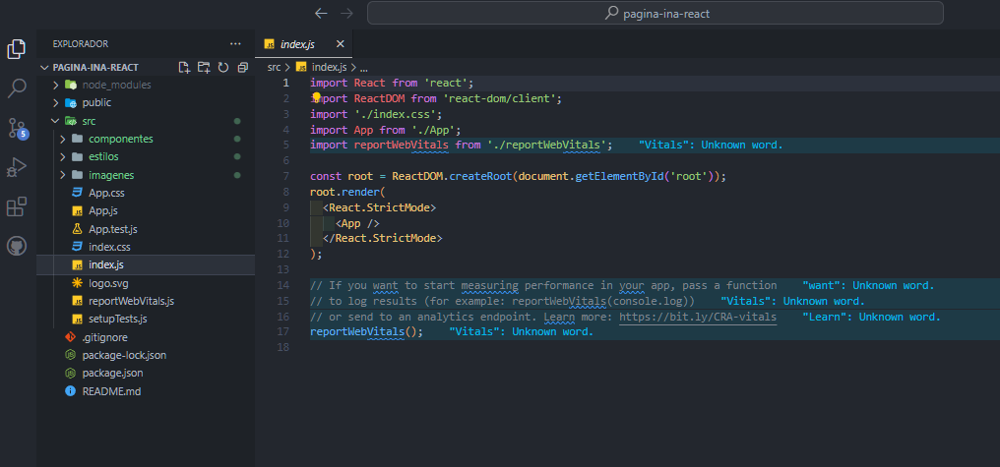 pagina-ina-react
EXPLORADOR
index.js
PAGINA-INA-REACT
src > index.js > ...
node_modules
public
src
componentes
estilos
imagenes
App.css
App.js
App.test.js
index.css
index.js
logo.svg
reportWebVitals.js
setupTests.js
.gitignore
package-lock.json
package.json
README.md
5
1 import React from 'react';
2 import ReactDOM from 'react-dom/client';
3 import './index.css';
4 import App from './App';
5 import reportWebVitals from './reportWebVitals'; "Vitals": Unknown word.
6
7 const root = ReactDOM.createRoot(document.getElementById('root'));
8 root.render(
9 <React.StrictMode>
10 <App />
11 </React.StrictMode>
12 );
13
14 // If you want to start measuring performance in your app, pass a function "want": Unknown word.
15 // to log results (for example: reportWebVitals(console.log)) "Vitals": Unknown word.
16 // or send to an analytics endpoint. Learn more: https://bit.ly/CRA-vitals "Learn": Unknown word.
17 reportWebVitals(); "Vitals": Unknown word.
18